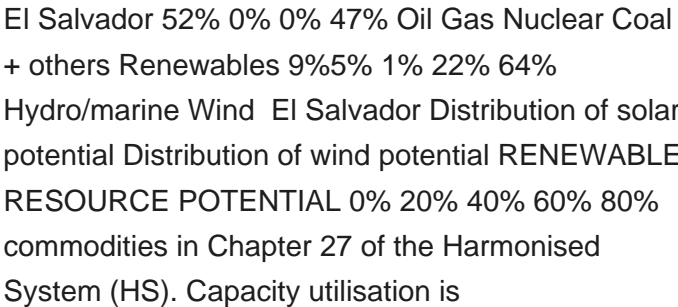 El Salvador 52% 0% 0% 47% Oil Gas Nuclear Coal
+ others Renewables 9%5% 1% 22% 64%
Hydro/marine Wind El Salvador Distribution of solar
potential Distribution of wind potential RENEWABLE
RESOURCE POTENTIAL 0% 20% 40% 60% 80%
commodities in Chapter 27 of the Harmonised
System (HS). Capacity utilisation is